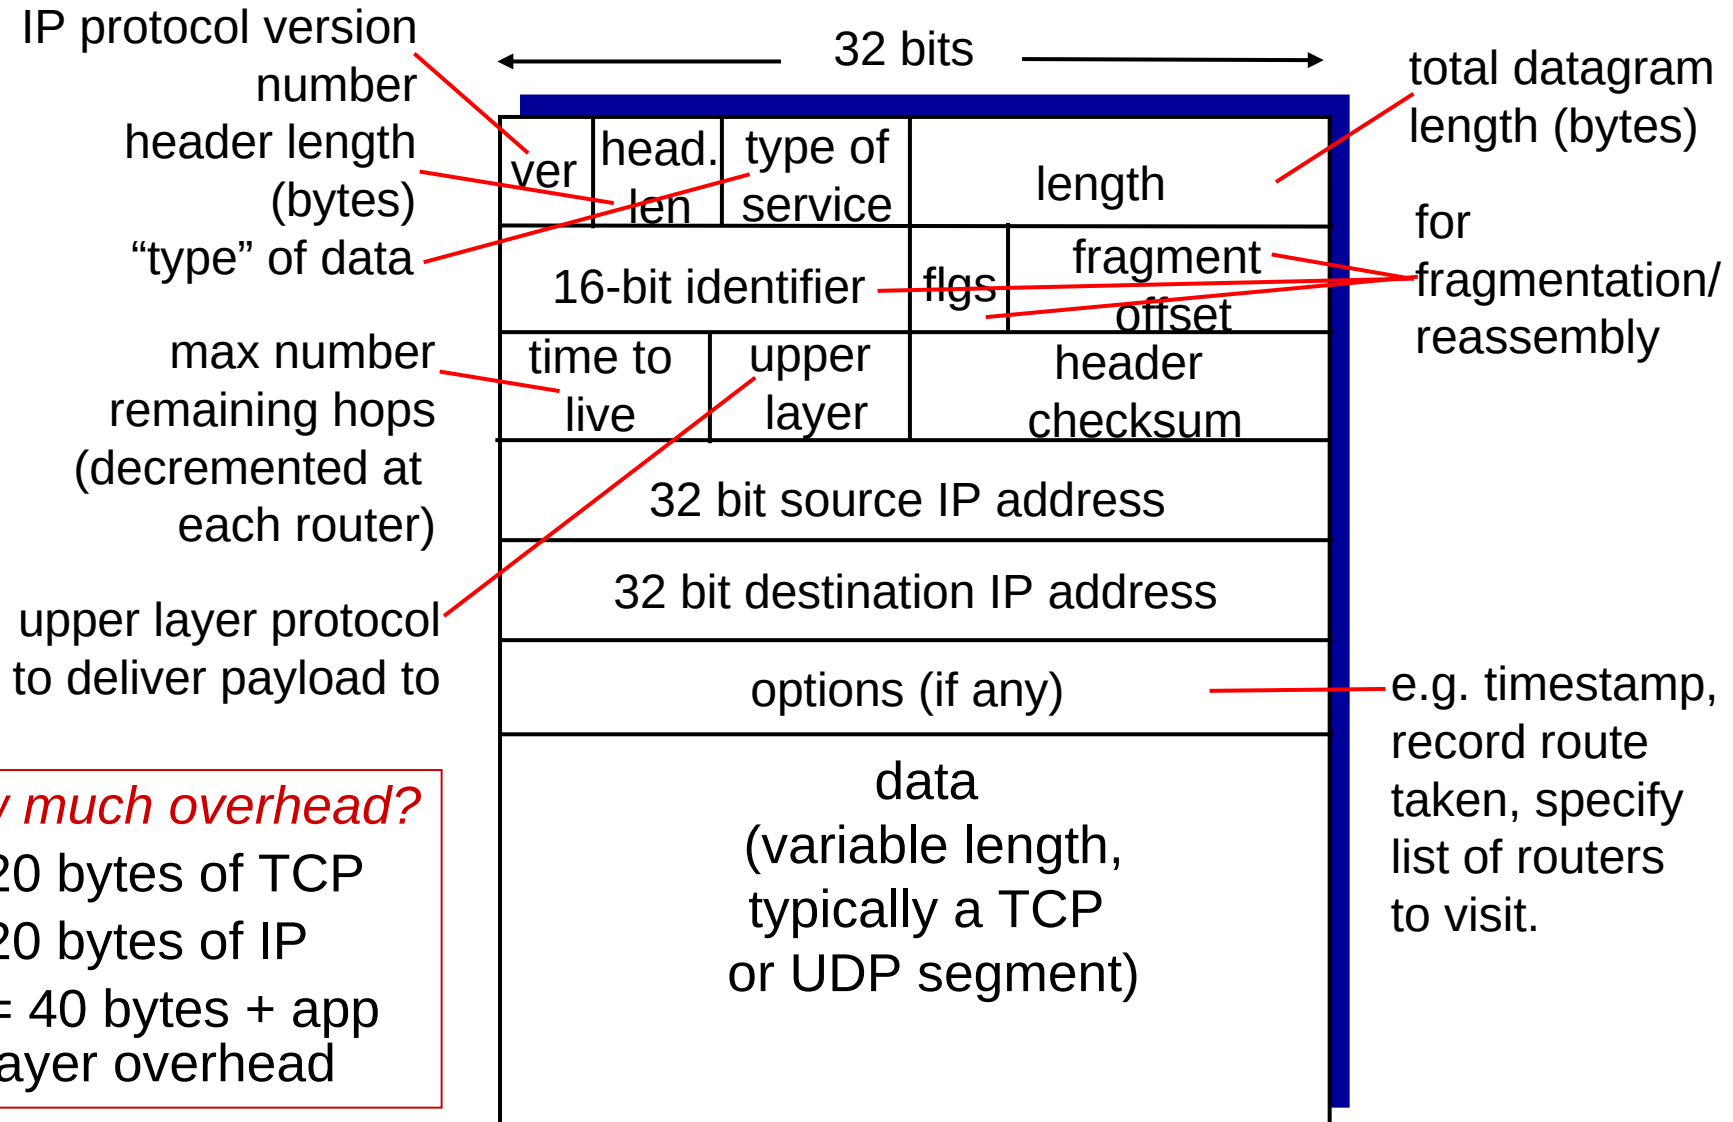 IP protocol version
number
header length
(bytes)
“type” of data
max number
remaining hops
(decremented at
each router)
upper layer protocol
to deliver payload to
much overhead?
20 bytes of TCP
20 bytes of IP
= 40 bytes + app
overhead
32 bits
ver
head.
len
type of
service
length
16-bit identifier
flgs
fragment
offset
time to
live
upper
layer
header
checksum
32 bit source IP address
32 bit destination IP address
options (if any)
data
(variable length,
typically a TCP
or UDP segment)
total datagram
length (bytes)
for
fragmentation/
reassembly
e.g. timestamp,
record route
taken, specify
list of routers
to visit.